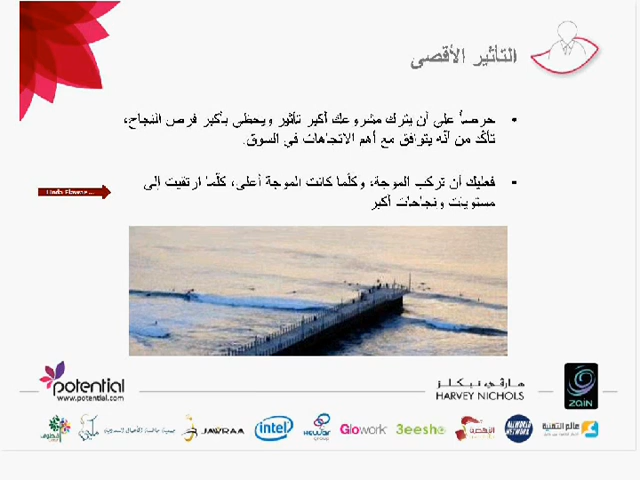 التأثير الأقصى
حرصاً على أن يترك مشروعك أكبر تأثير ويحظى بأكبر فرص النجاح،
تأكّد من أنّه يتوافق مع أهم الاتجاهات في السوق.
فعليك أن تركب الموجة، وكلّما كانت الموجة أعلى، كلّما ارتقيت إلى
مستويات ونجاحات أكبر
potential
www.potential.com
هارفي نيكلز
HARVEY NICHOLS
zain
JAWRAA
intel
Glowork
3eesho
عالم التقنية